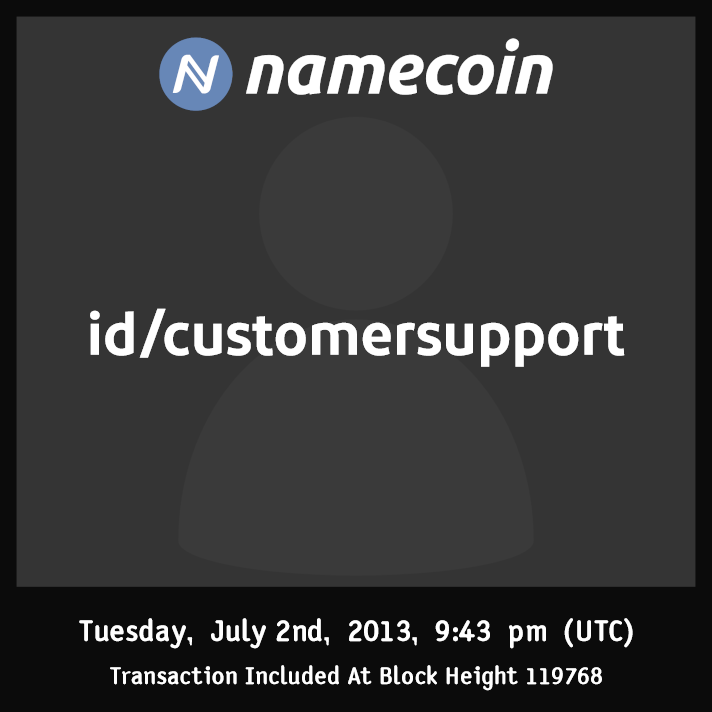 namecoin
id/customersupport
Tuesday, July 2nd, 2013, 9:43 pm (UTC)
Transaction Included At Block Height 119768